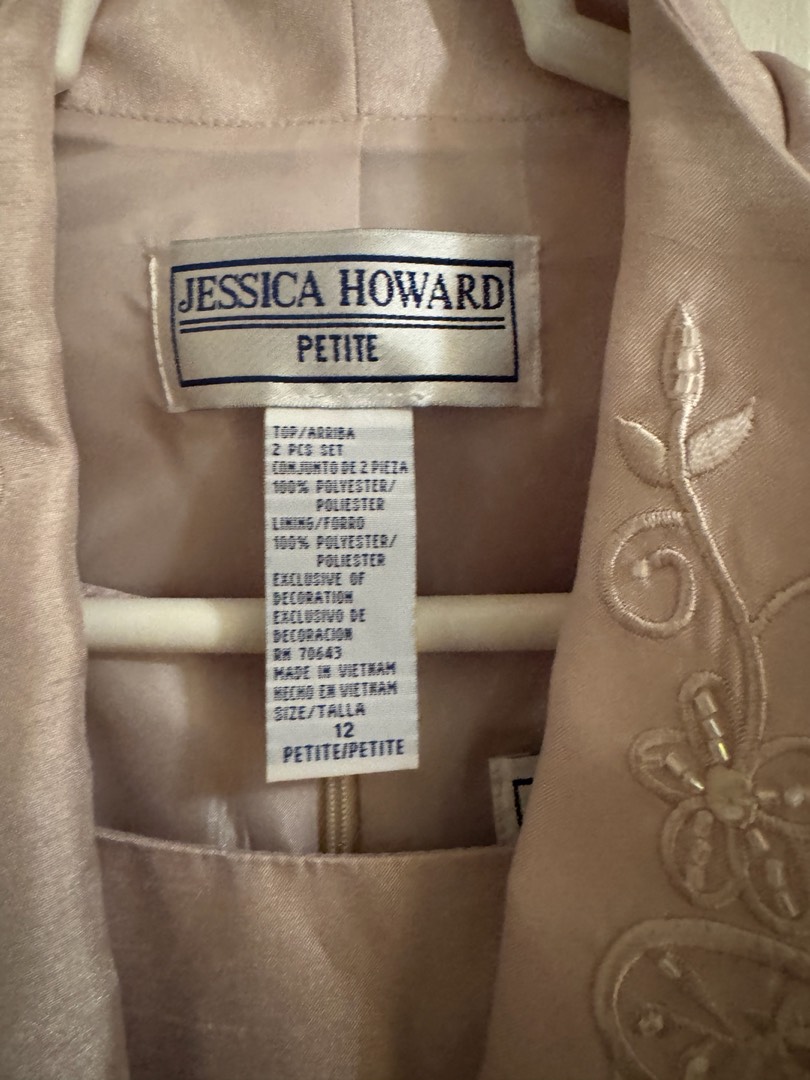 JESSICA HOWARD
PETITE
TOP/ARRIBA
2 PCS SET
CONJUNTO DE 2 PIEZA
100% POLYESTER/
POLIESTER
LINING/FORRO
100% POLYESTER/
POLIESTER
EXCLUSIVE OF
DECORATION
EXCLUSIVO DE
DECORACION
RN 70643
MADE IN VIETNAM
HECHO EN VIETNAM
SIZE/TALLA
12
PETITE/PETITE